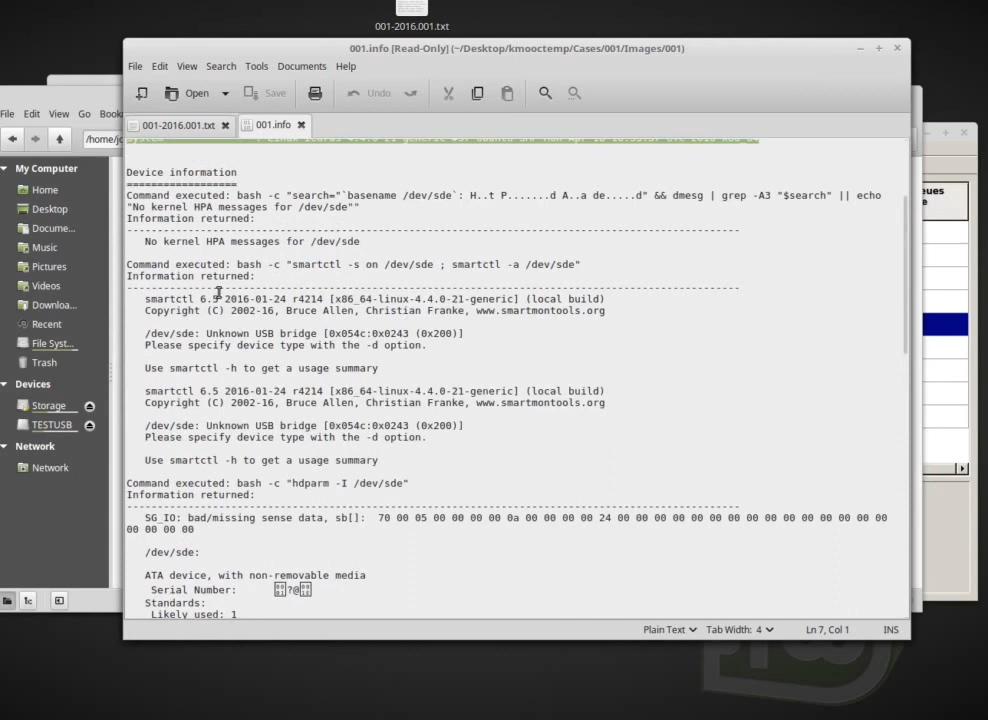 001-2016.001.txt
001.info [Read-Only] (~/Desktop/kmooctemp/Cases/001/Images/001)
File Edit View Search Tools Documents Help
Open Save Undo
001-2016.001.txt 001.info
File Edit View Go Book
/home/jo
My Computer
Home
Desktop
Docume...
Music
Pictures
Videos
Downloa...
Recent
File Syst...
Trash
Devices
Storage
TESTUSB
Network
Network
Device information
==================
Command executed: bash -c "search="`basename /dev/sde`: H..t P.......d A..a de.....d" && dmesg | grep -A3 "$search" || echo
"No kernel HPA messages for /dev/sde""
Information returned:
----------------------------------------------------------------------------------------------------
No kernel HPA messages for /dev/sde
Command executed: bash -c "smartctl -s on /dev/sde ; smartctl -a /dev/sde"
Information returned:
----------------------------------------------------------------------------------------------------
smartctl 6.5 2016-01-24 r4214 [x86_64-linux-4.4.0-21-generic] (local build)
Copyright (C) 2002-16, Bruce Allen, Christian Franke, www.smartmontools.org
/dev/sde: Unknown USB bridge [0x054c:0x0243 (0x200)]
Please specify device type with the -d option.
Use smartctl -h to get a usage summary
smartctl 6.5 2016-01-24 r4214 [x86_64-linux-4.4.0-21-generic] (local build)
Copyright (C) 2002-16, Bruce Allen, Christian Franke, www.smartmontools.org
/dev/sde: Unknown USB bridge [0x054c:0x0243 (0x200)]
Please specify device type with the -d option.
Use smartctl -h to get a usage summary
Command executed: bash -c "hdparm -I /dev/sde"
Information returned:
----------------------------------------------------------------------------------------------------
SG_IO: bad/missing sense data, sb[]: 70 00 05 00 00 00 00 0a 00 00 00 00 24 00 00 00 00 00 00 00 00 00 00 00 00 00 00 00
00 00 00 00
/dev/sde:
ATA device, with non-removable media
Serial Number: ?@
Standards:
Likely used: 1
Plain Text Tab Width: 4 Ln 7, Col 1 INS
ues
e